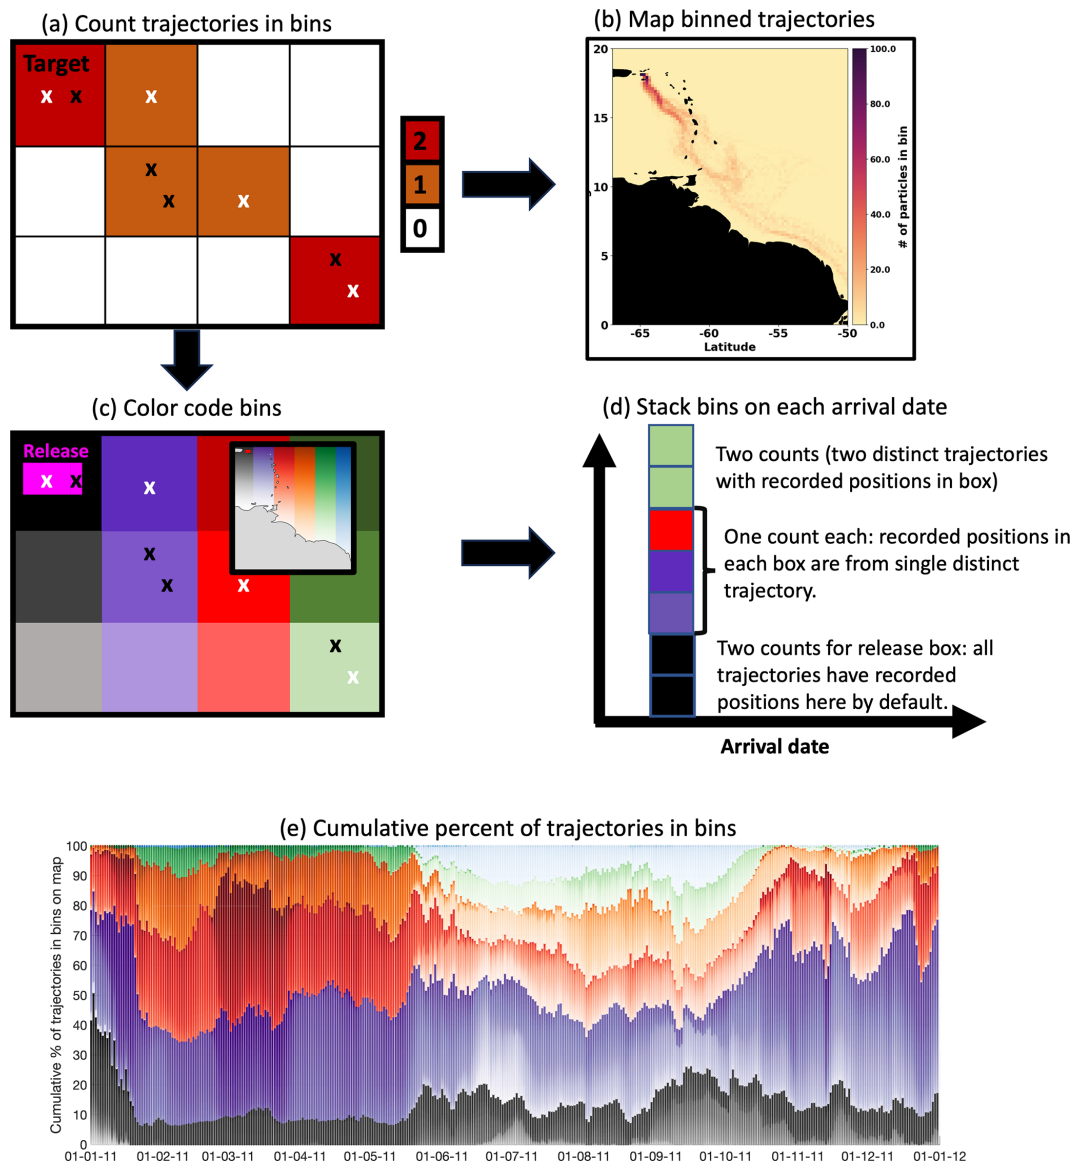 (a) Count trajectories in bins
Target
x x x
x
x x
x
x
2
1
0
(b) Map binned trajectories
20
15
10
5
0
-65 -60 -55 -50
Latitude
100.0
80.0
60.0
40.0
20.0
0.0
# of particles in bin
(c) Color code bins
Release
x x x
x
x x
x
x
(d) Stack bins on each arrival date
Two counts (two distinct trajectories
with recorded positions in box)
One count each: recorded positions in
each box are from single distinct
trajectory.
Two counts for release box: all
trajectories have recorded
positions here by default.
Arrival date
(e) Cumulative percent of trajectories in bins
Cumulative % of trajectories in bins on map
100
90
80
70
60
50
40
30
20
10
0
01-01-11 01-02-11 01-03-11 01-04-11 01-05-11 01-06-11 01-07-11 01-08-11 01-09-11 01-10-11 01-11-11 01-12-11 01-01-12